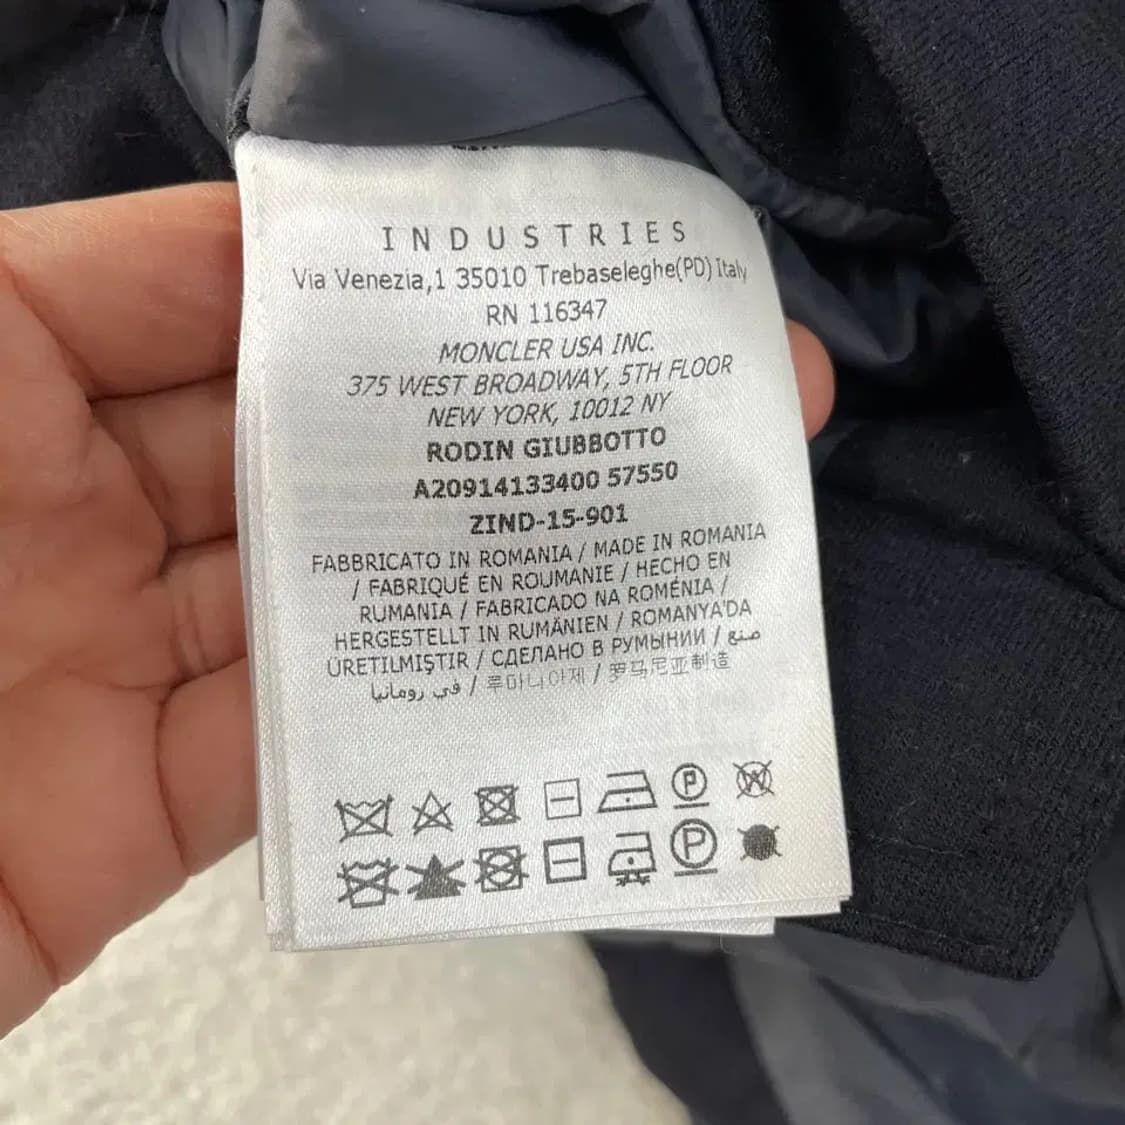 INDUSTRIES
Via Venezia,1 35010 Trebaseleghe(PD) Italy
RN 116347
MONCLER USA INC.
375 WEST BROADWAY, 5TH FLOOR
NEW YORK, 10012 NY
RODIN GIUBBOTTO
A20914133400 57550
ZIND-15-901
FABBRICATO IN ROMANIA / MADE IN ROMANIA
/ FABRIQUÉ EN ROUMANIE / HECHO EN
RUMANIA / FABRICADO NA ROMÉNIA /
HERGESTELLT IN RUMÄNIEN / ROMANYA'DA
ÜRETILMIŞTIR / СДЕЛАНО В РУМЫНИИ / صنع
في رومانيا / 루마니아제 / 罗马尼亚制造
P W
P